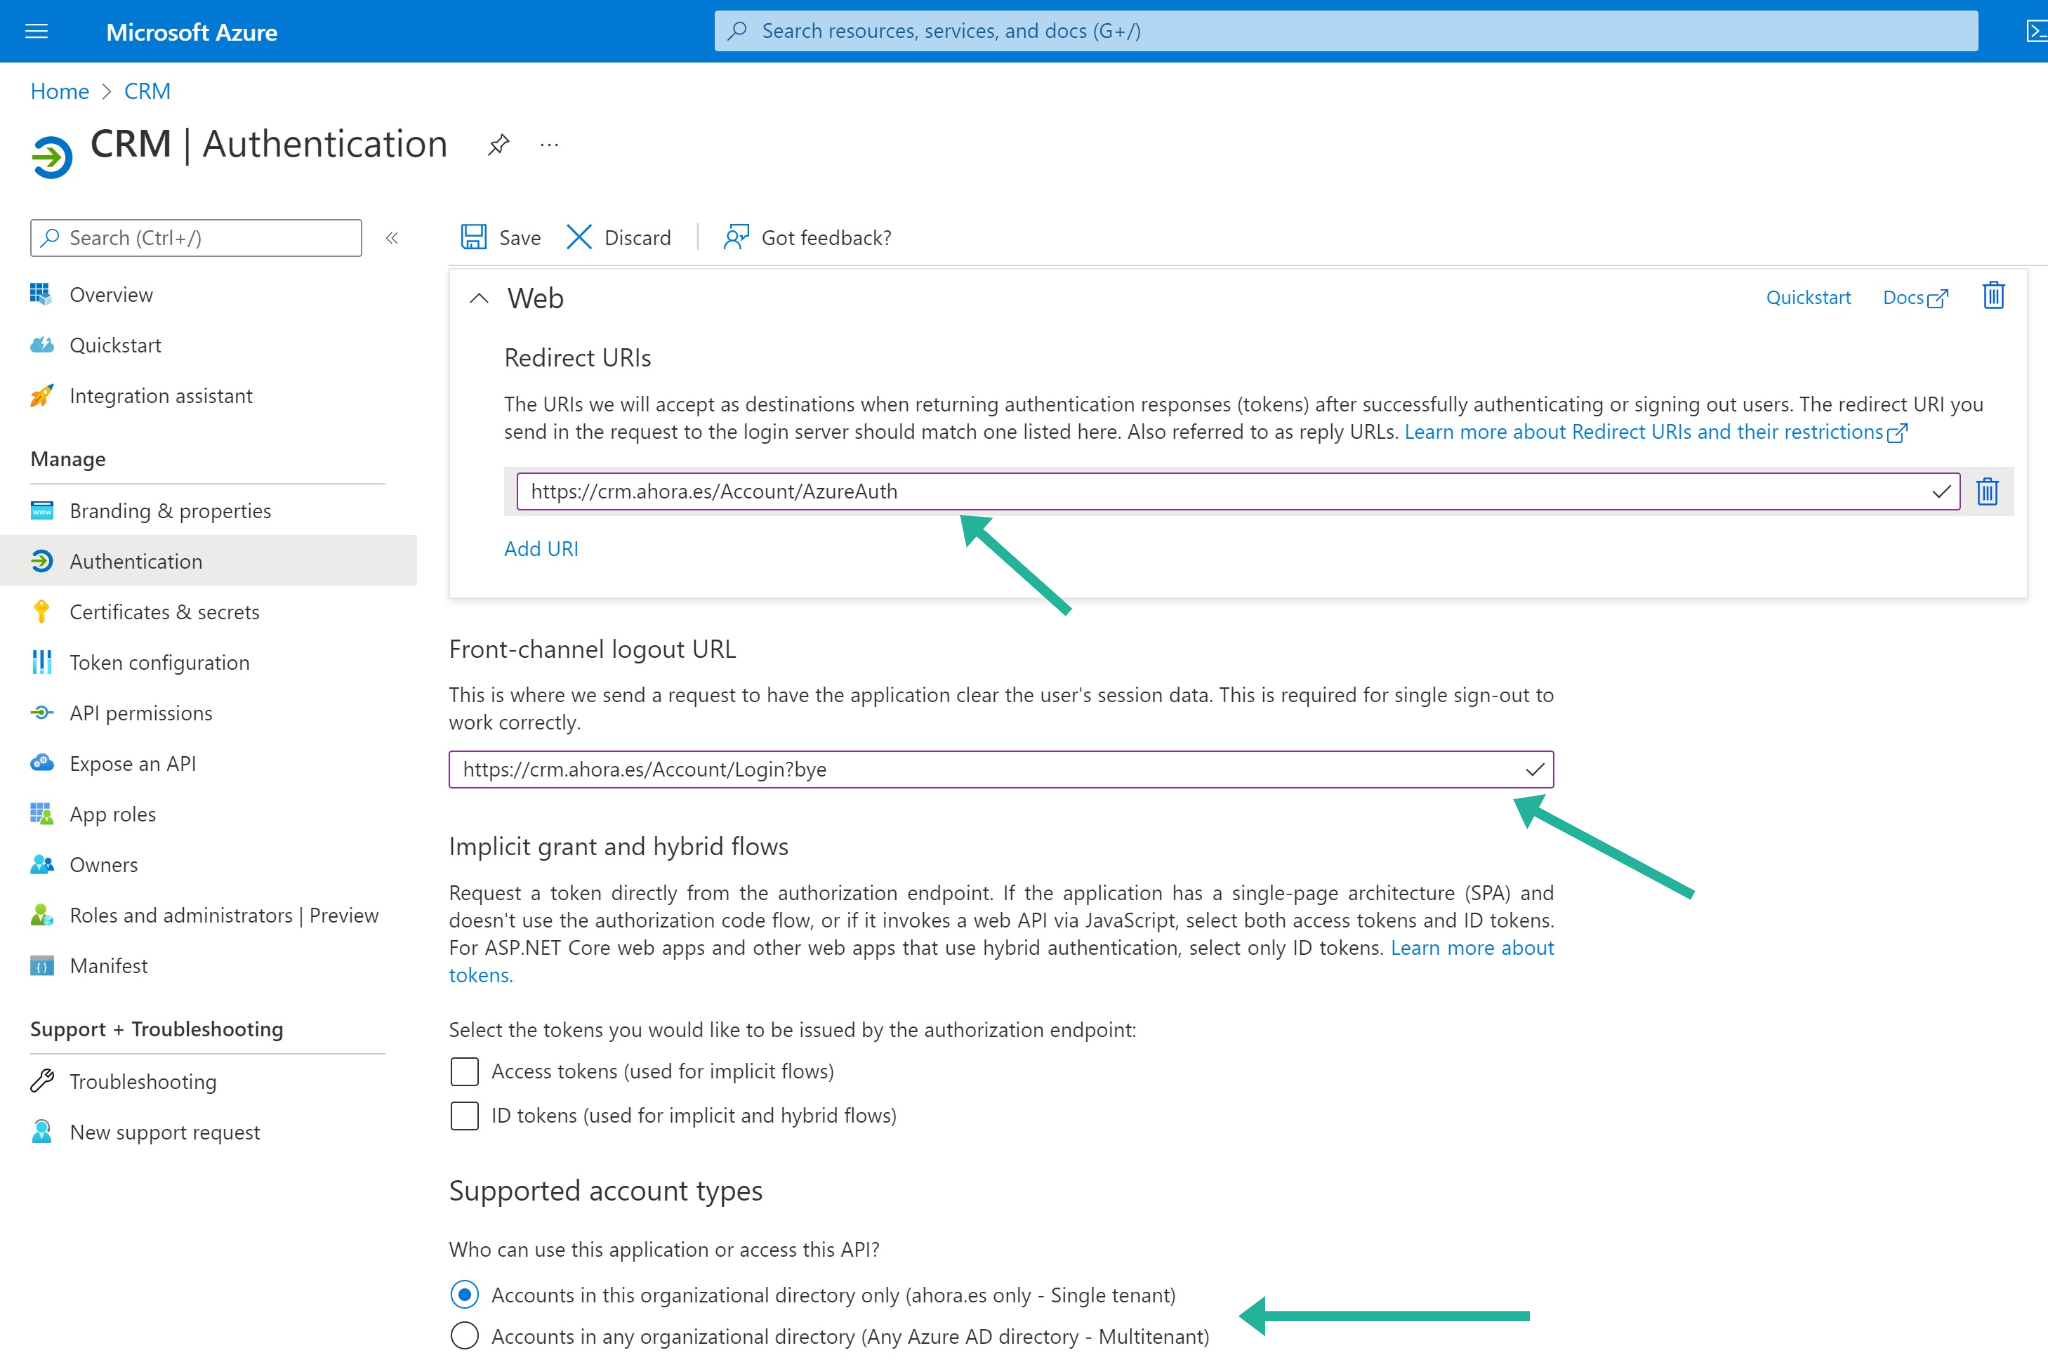 Microsoft Azure
Search resources, services, and docs (G+/)
Home > CRM
CRM | Authentication
...
Search (Ctrl+/)
«
Overview
Quickstart
Integration assistant
Manage
Branding & properties
Authentication
Certificates & secrets
Token configuration
API permissions
Expose an API
App roles
Owners
Roles and administrators | Preview
Manifest
Support + Troubleshooting
Troubleshooting
New support request
Save
Discard
Got feedback?
Web
Quickstart
Docs
Redirect URIs
The URIs we will accept as destinations when returning authentication responses (tokens) after successfully authenticating or signing out users. The redirect URI you
send in the request to the login server should match one listed here. Also referred to as reply URLs. Learn more about Redirect URIs and their restrictions
https://crm.ahora.es/Account/AzureAuth
Add URI
Front-channel logout URL
This is where we send a request to have the application clear the user's session data. This is required for single sign-out to
work correctly.
https://crm.ahora.es/Account/Login?bye
Implicit grant and hybrid flows
Request a token directly from the authorization endpoint. If the application has a single-page architecture (SPA) and
doesn't use the authorization code flow, or if it invokes a web API via JavaScript, select both access tokens and ID tokens.
For ASP.NET Core web apps and other web apps that use hybrid authentication, select only ID tokens. Learn more about
tokens.
Select the tokens you would like to be issued by the authorization endpoint:
Access tokens (used for implicit flows)
ID tokens (used for implicit and hybrid flows)
Supported account types
Who can use this application or access this API?
Accounts in this organizational directory only (ahora.es only - Single tenant)
Accounts in any organizational directory (Any Azure AD directory - Multitenant)